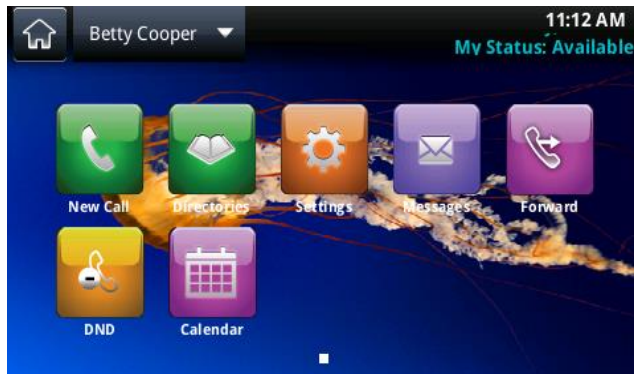 Betty Cooper
11:12 AM
My Status: Available
New Call
Directories
Settings
Messages
Forward
DND
Calendar